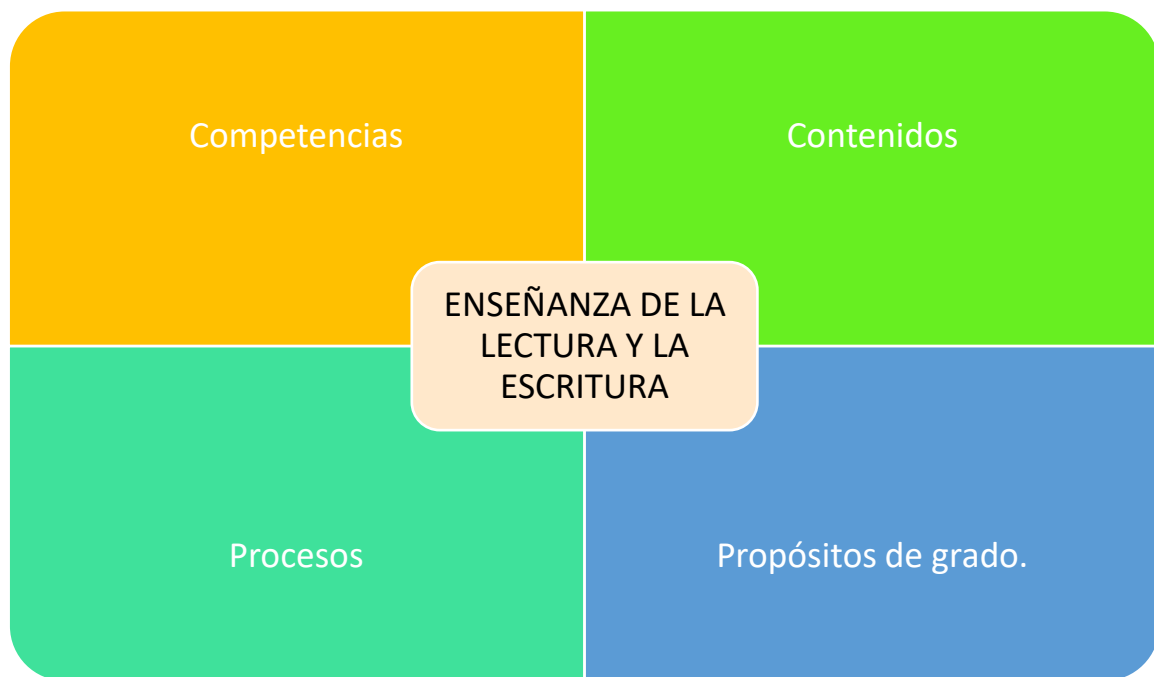 Competencias
Contenidos
ENSEÑANZA DE LA
LECTURA Y LA
ESCRITURA
Procesos
Propósitos de grado.